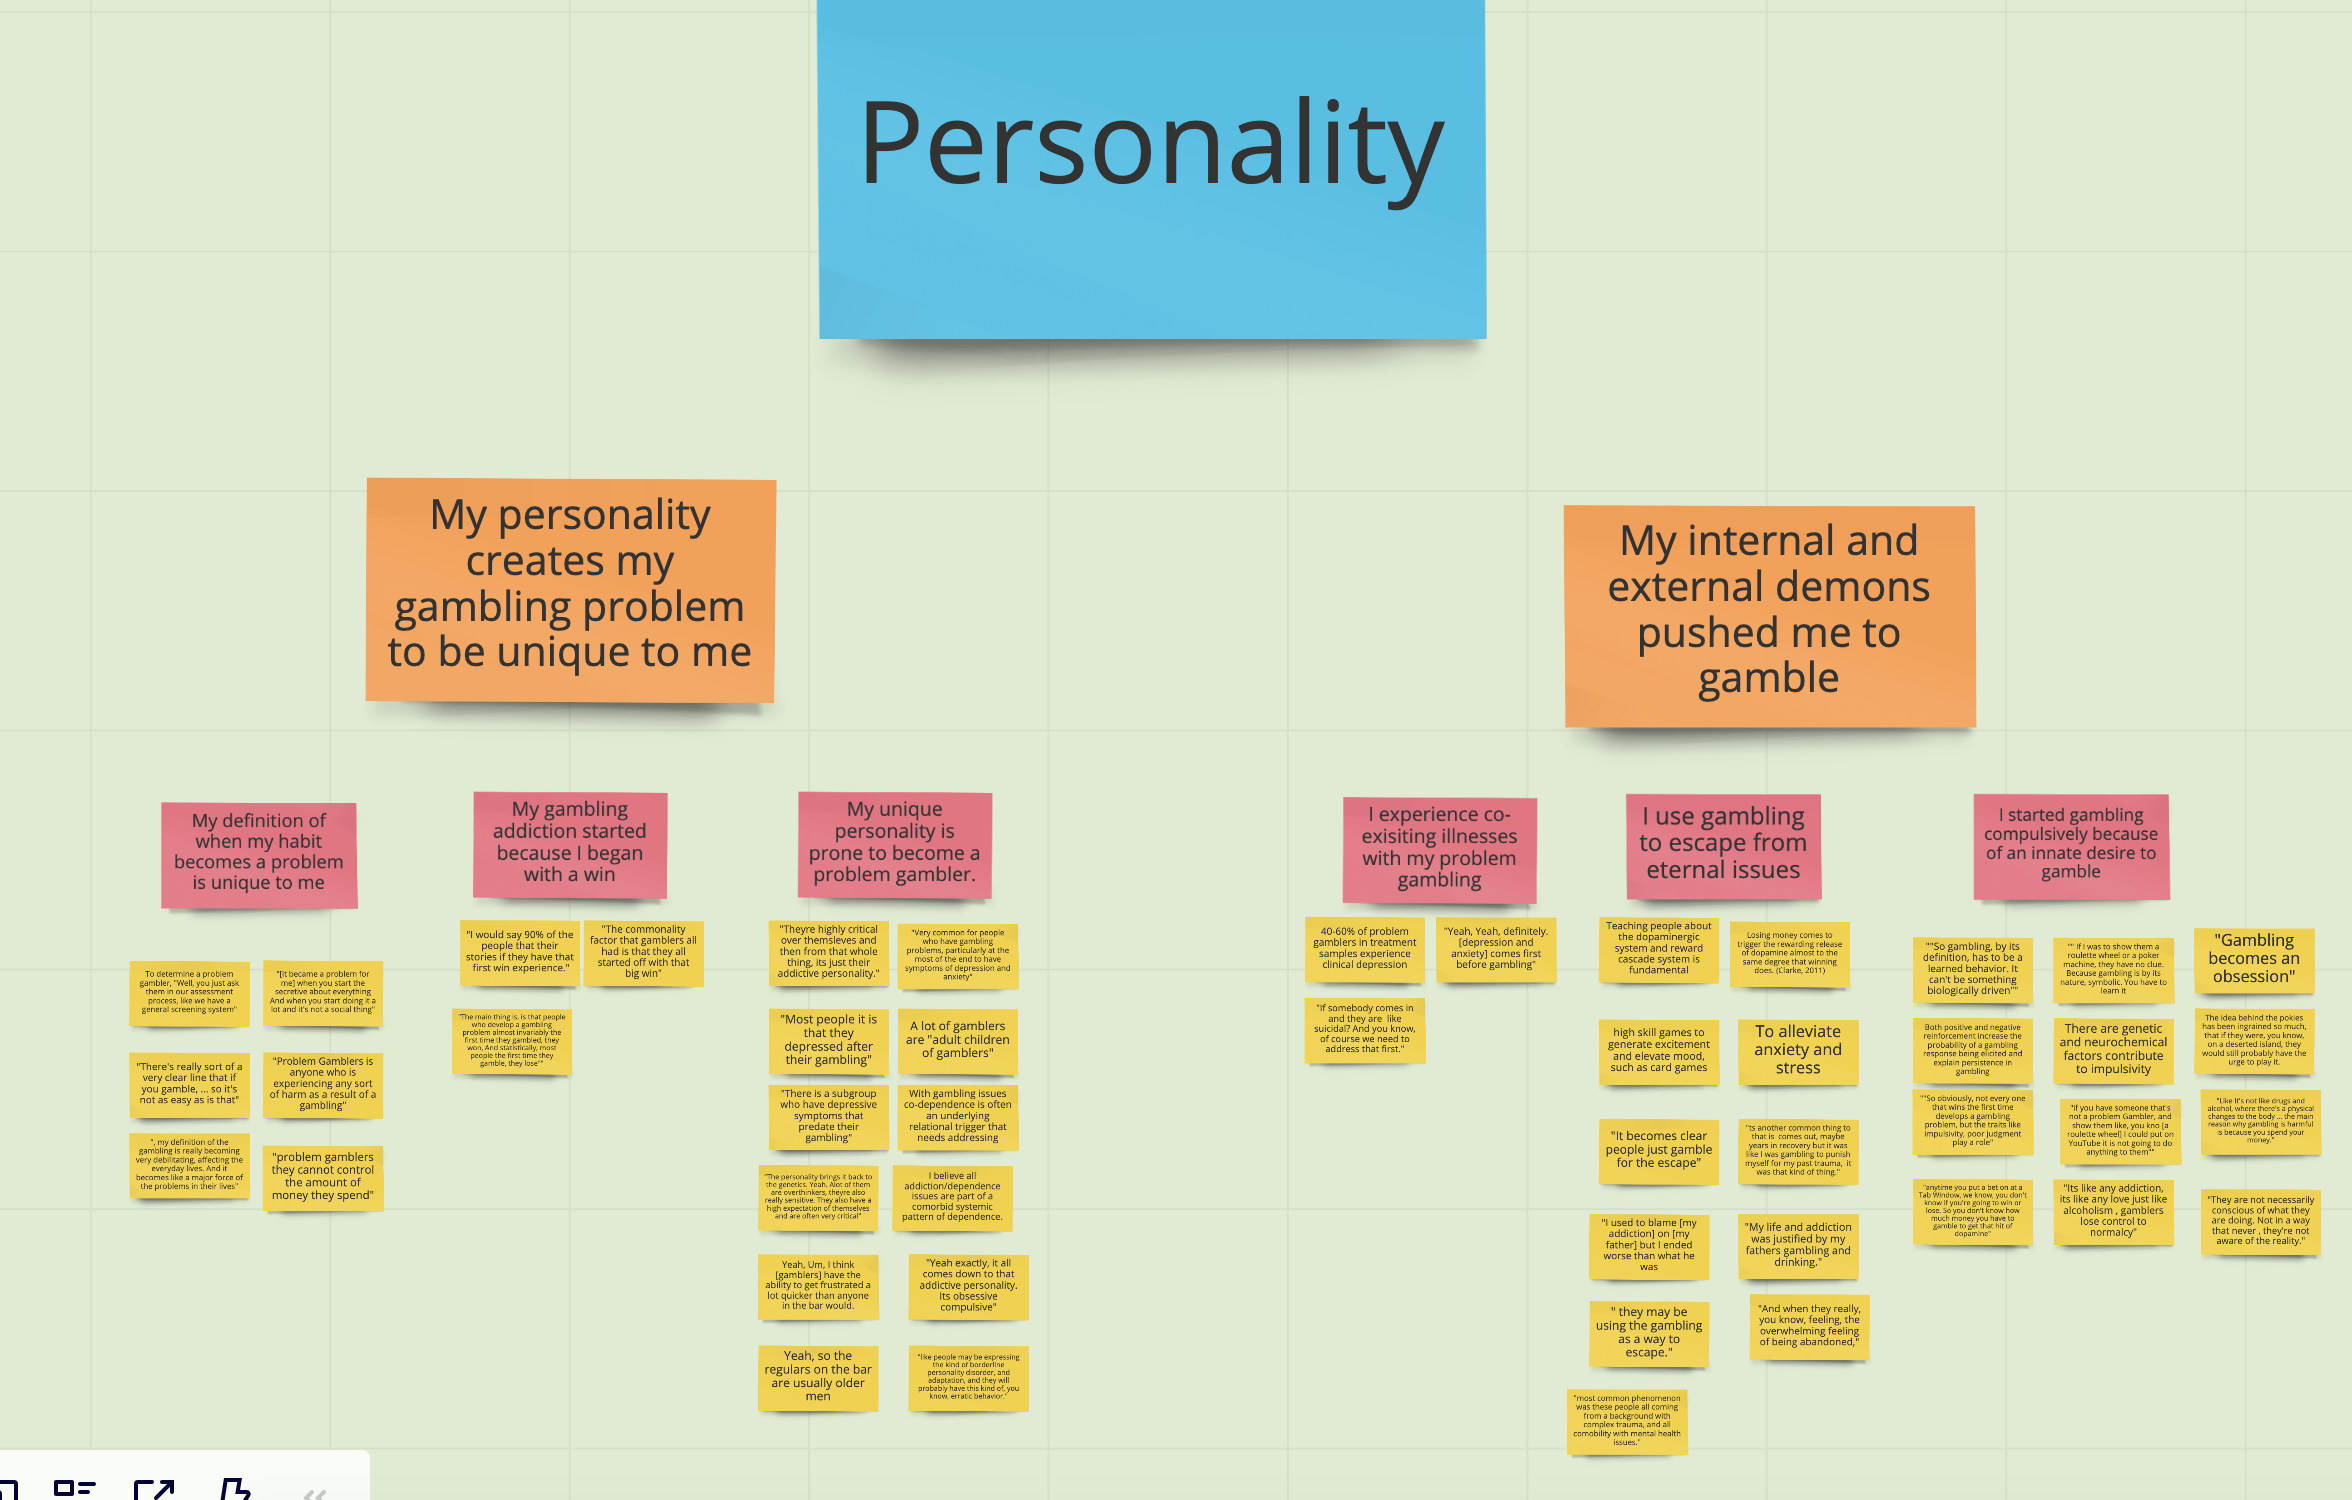 Personality
My personality
creates my
gambling problem
to be unique to me
My internal and
external demons
pushed me to
gamble
My definition of
when my habit
becomes a problem
is unique to me
To determine a problem
gambler, "Well, you just ask
them in our assessment
process, like we have a
general screening system"
"[it became a problem for
me] when you start the
secretive about everything
And when you start doing it a
lot and it's not a social thing"
"There's really sort of a
very clear line that if
you gamble, ... so it's
not as easy as is that"
"Problem Gamblers is
anyone who is
experiencing any sort
of harm as a result of a
gambling"
", my definition of the
gambling is really becoming
very debilitating, affecting the
everyday lives. And it
becomes like a major force of
the problems in their lives"
"problem gamblers
they cannot control
the amount of
money they spend"
My gambling
addiction started
because I began
with a win
"I would say 90% of the
people that their
stories if they have that
first win experience."
"The commonality
factor that gamblers all
had is that they all
started off with that
big win"
"The main thing is, is that people
who develop a gambling
problem almost invariably the
first time they gambled, they
won. And statistically, most
people the first time they
gamble, they lose""
My unique
personality is
prone to become a
problem gambler.
"Theyre highly critical
over themsleves and
then from that whole
thing, its just their
addictive personality."
"Very common for people
who have gambling
problems, particularly at the
most of the end to have
symptoms of depression and
anxiety"
"Most people it is
that they
depressed after
their gambling"
A lot of gamblers
are "adult children
of gamblers"
"There is a subgroup
who have depressive
symptoms that
predate their
gambling"
With gambling issues
co-dependence is often
an underlying
relational trigger that
needs addressing
"The personality brings it back to
the genetics. Yeah. Alot of them
are overthinkers, theyre also
really sensitive. They also have a
high expectation of themselves
and are often very critical"
I believe all
addiction/dependence
issues are part of a
comorbid systemic
pattern of dependence.
Yeah, Um, I think
[gamblers] have the
ability to get frustrated a
lot quicker than anyone
in the bar would.
"Yeah exactly, it all
comes down to that
addictive personality.
Its obsessive
compulsive"
Yeah, so the
regulars on the bar
are usually older
men
"like people may be expressing
the kind of borderline
personality disorder, and
adaptation, and they will
probably have this kind of, you
know, erratic behavior."
I experience co-
exisiting illnesses
with my problem
gambling
40-60% of problem
gamblers in treatment
samples experience
clinical depression
"Yeah, Yeah, definitely.
[depression and
anxiety] comes first
before gambling"
"If somebody comes in
and they are like
suicidal? And you know,
of course we need to
address that first."
I use gambling
to escape from
eternal issues
Teaching people about
the dopaminergic
system and reward
cascade system is
fundamental
Losing money comes to
trigger the rewarding release
of dopamine almost to the
same degree that winning
does. (Clarke, 2011)
high skill games to
generate excitement
and elevate mood,
such as card games
To alleviate
anxiety and
stress
"It becomes clear
people just gamble
for the escape"
"ts another common thing to
that is comes out, maybe
years in recovery but it was
like I was gambling to punish
myself for my past trauma, it
was that kind of thing."
"I used to blame [my
addiction] on [my
father] but I ended
worse than what he
was
"My life and addiction
was justified by my
fathers gambling and
drinking."
" they may be
using the gambling
as a way to
escape."
"And when they really,
you know, feeling, the
overwhelming feeling
of being abandoned,"
"most common phenomenon
was these people all coming
from a background with
complex trauma, and all
comobility with mental health
issues."
I started gambling
compulsively because
of an innate desire to
gamble
""So gambling, by its
definition, has to be a
learned behavior. It
can't be something
biologically driven""
"" if I was to show them a
roulette wheel or a poker
machine, they have no clue.
Because gambling is by its
nature, symbolic. You have to
learn it
"Gambling
becomes an
obsession"
Both positive and negative
reinforcement increase the
probability of a gambling
response being elicited and
explain persistence in
gambling
There are genetic
and neurochemical
factors contribute
to impulsivity
The idea behind the pokies
has been ingrained so much,
that if they were, you know,
on a deserted island, they
would still probably have the
urge to play it.
""So obviously, not every one
that wins the first time
develops a gambling
problem, but the traits like
impulsivity, poor judgment
play a role"
"if you have someone that's
not a problem Gambler, and
show them like, you kno [a
roulette wheel] I could put on
YouTube it is not going to do
anything to them""
"Like It's not like drugs and
alcohol, where there's a physical
changes to the body ... the main
reason why gambling is harmful
is because you spend your
money."
"anytime you put a bet on at a
Tab Window, we know, you don't
know if you're going to win or
lose. So you don't know how
much money you have to
gamble to get that hit of
dopamine"
"Its like any addiction,
its like any love just like
alcoholism , gamblers
lose control to
normalcy"
"They are not necessarily
conscious of what they
are doing. Not in a way
that never , they're not
aware of the reality."